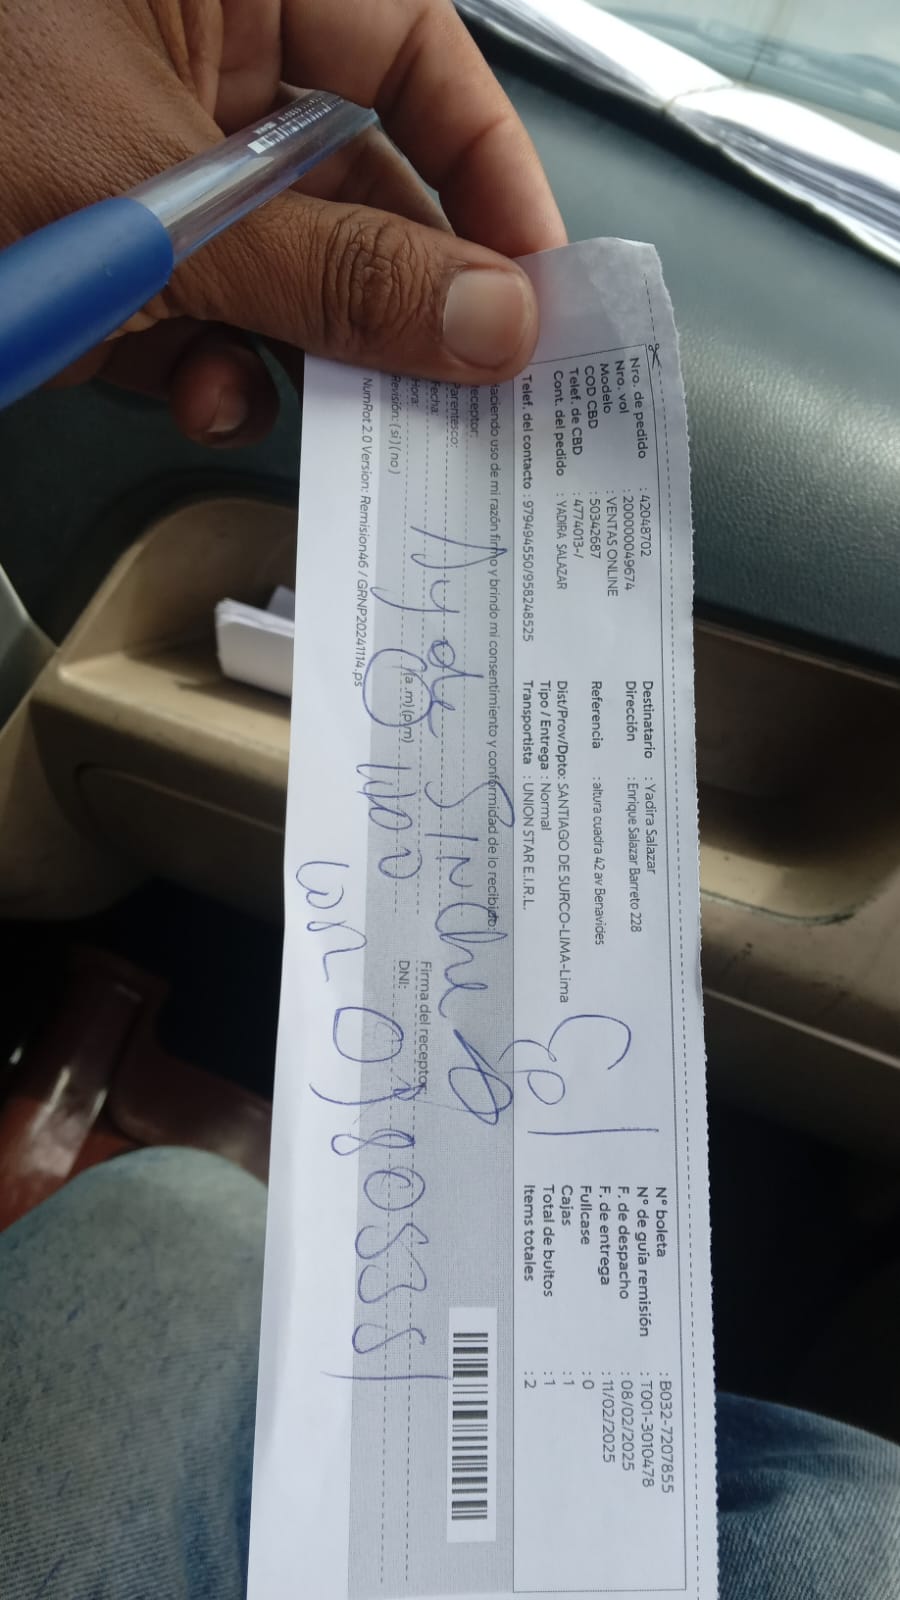 Nro. de pedido : 42048702
Nro. vol : 200000049674
Modelo : VENTAS ONLINE
COD CBD : 50342687
Telef. de CBD : 4774013-/
Cont. del pedido : YADIRA SALAZAR
Telef. del contacto : 979494550/958248525
Destinatario : Yadira Salazar
Dirección : Enrique Salazar Barreto 228
Referencia : altura cuadra 42 av Benavides
Dist/Prov/Dpto: SANTIAGO DE SURCO-LIMA-Lima
Tipo / Entrega : Normal
Transportista : UNION STAR E.I.R.L.
N° boleta : B032-7207855
N° de guía remisión : T001-3010478
F. de despacho : 08/02/2025
F. de entrega : 11/02/2025
Fullcase : 0
Cajas : 1
Total de bultos : 1
Items totales : 2
Haciendo uso de mi razón firmo y brindo mi consentimiento y conformidad de lo recibido:
Receptor:
Parentesco:
Fecha:
Hora: (a.m) (p.m)
Revisión: (si) (no)
Firma del receptor:
DNI:
NumRot 2.0 Version: Remision46 / GRNP20241114.ps